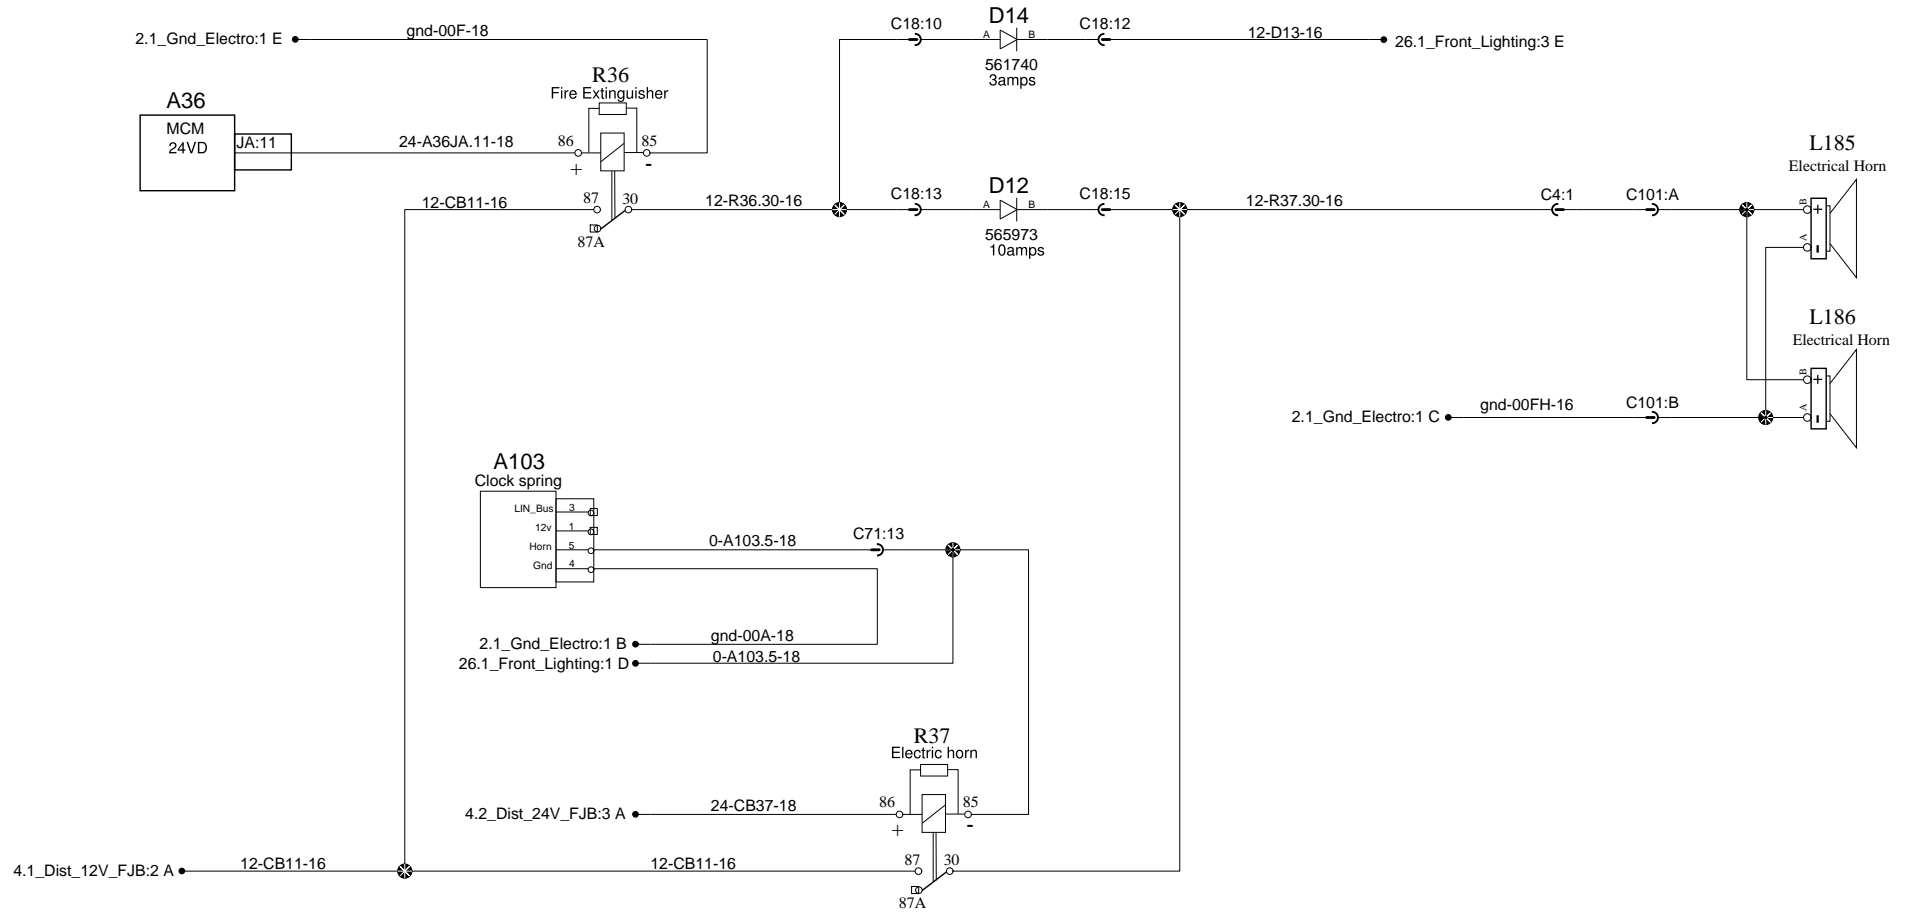 2.1_Gnd_Electro:1 E
gnd-00F-18
C18:10
D14
A
B
C18:12
12-D13-16
26.1_Front_Lighting:3 E
561740
3amps
R36
Fire Extinguisher
A36
MCM
24VD
JA:11
24-A36JA.11-18
86
85
+
-
12-CB11-16
87
30
87A
12-R36.30-16
C18:13
D12
A
B
C18:15
565973
10amps
12-R37.30-16
C4:1
C101:A
L185
Electrical Horn
B
+
A
-
L186
Electrical Horn
B
+
A
-
2.1_Gnd_Electro:1 C
gnd-00FH-16
C101:B
A103
Clock spring
LIN_Bus
3
12v
1
Horn
5
Gnd
4
0-A103.5-18
C71:13
2.1_Gnd_Electro:1 B
gnd-00A-18
26.1_Front_Lighting:1 D
0-A103.5-18
R37
Electric horn
4.2_Dist_24V_FJB:3 A
24-CB37-18
86
85
+
-
4.1_Dist_12V_FJB:2 A
12-CB11-16
12-CB11-16
87
30
87A